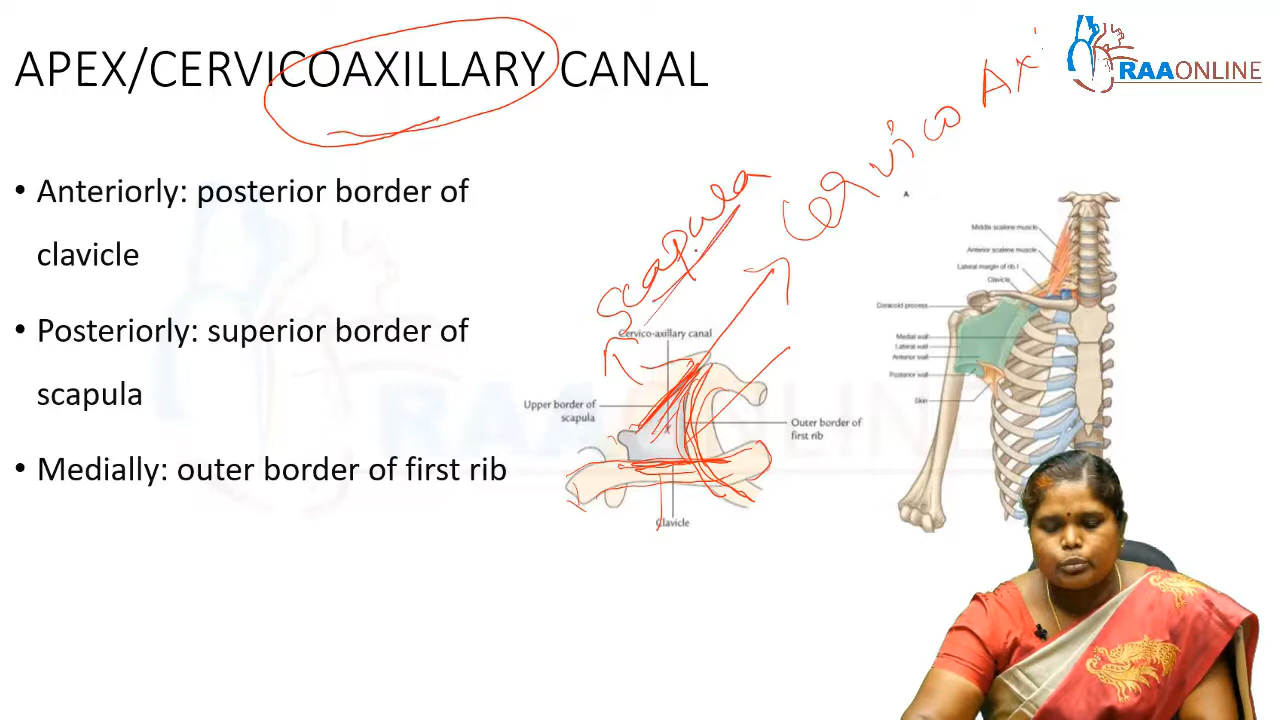 APEX/CERVICOAXILLARY CANAL
RAAONLINE
• Anteriorly: posterior border of
clavicle
• Posteriorly: superior border of
scapula
• Medially: outer border of first rib
scapula
Cervico Axi
Cervico-axillary canal
Upper border of
scapula
Outer border of
first rib
Clavicle
A
Middle scalene muscle
Anterior scalene muscle
Lateral margin of rib I
Clavicle
Coracoid process
Medial wall
Lateral wall
Anterior wall
Posterior wall
Skin
RAAONLINE